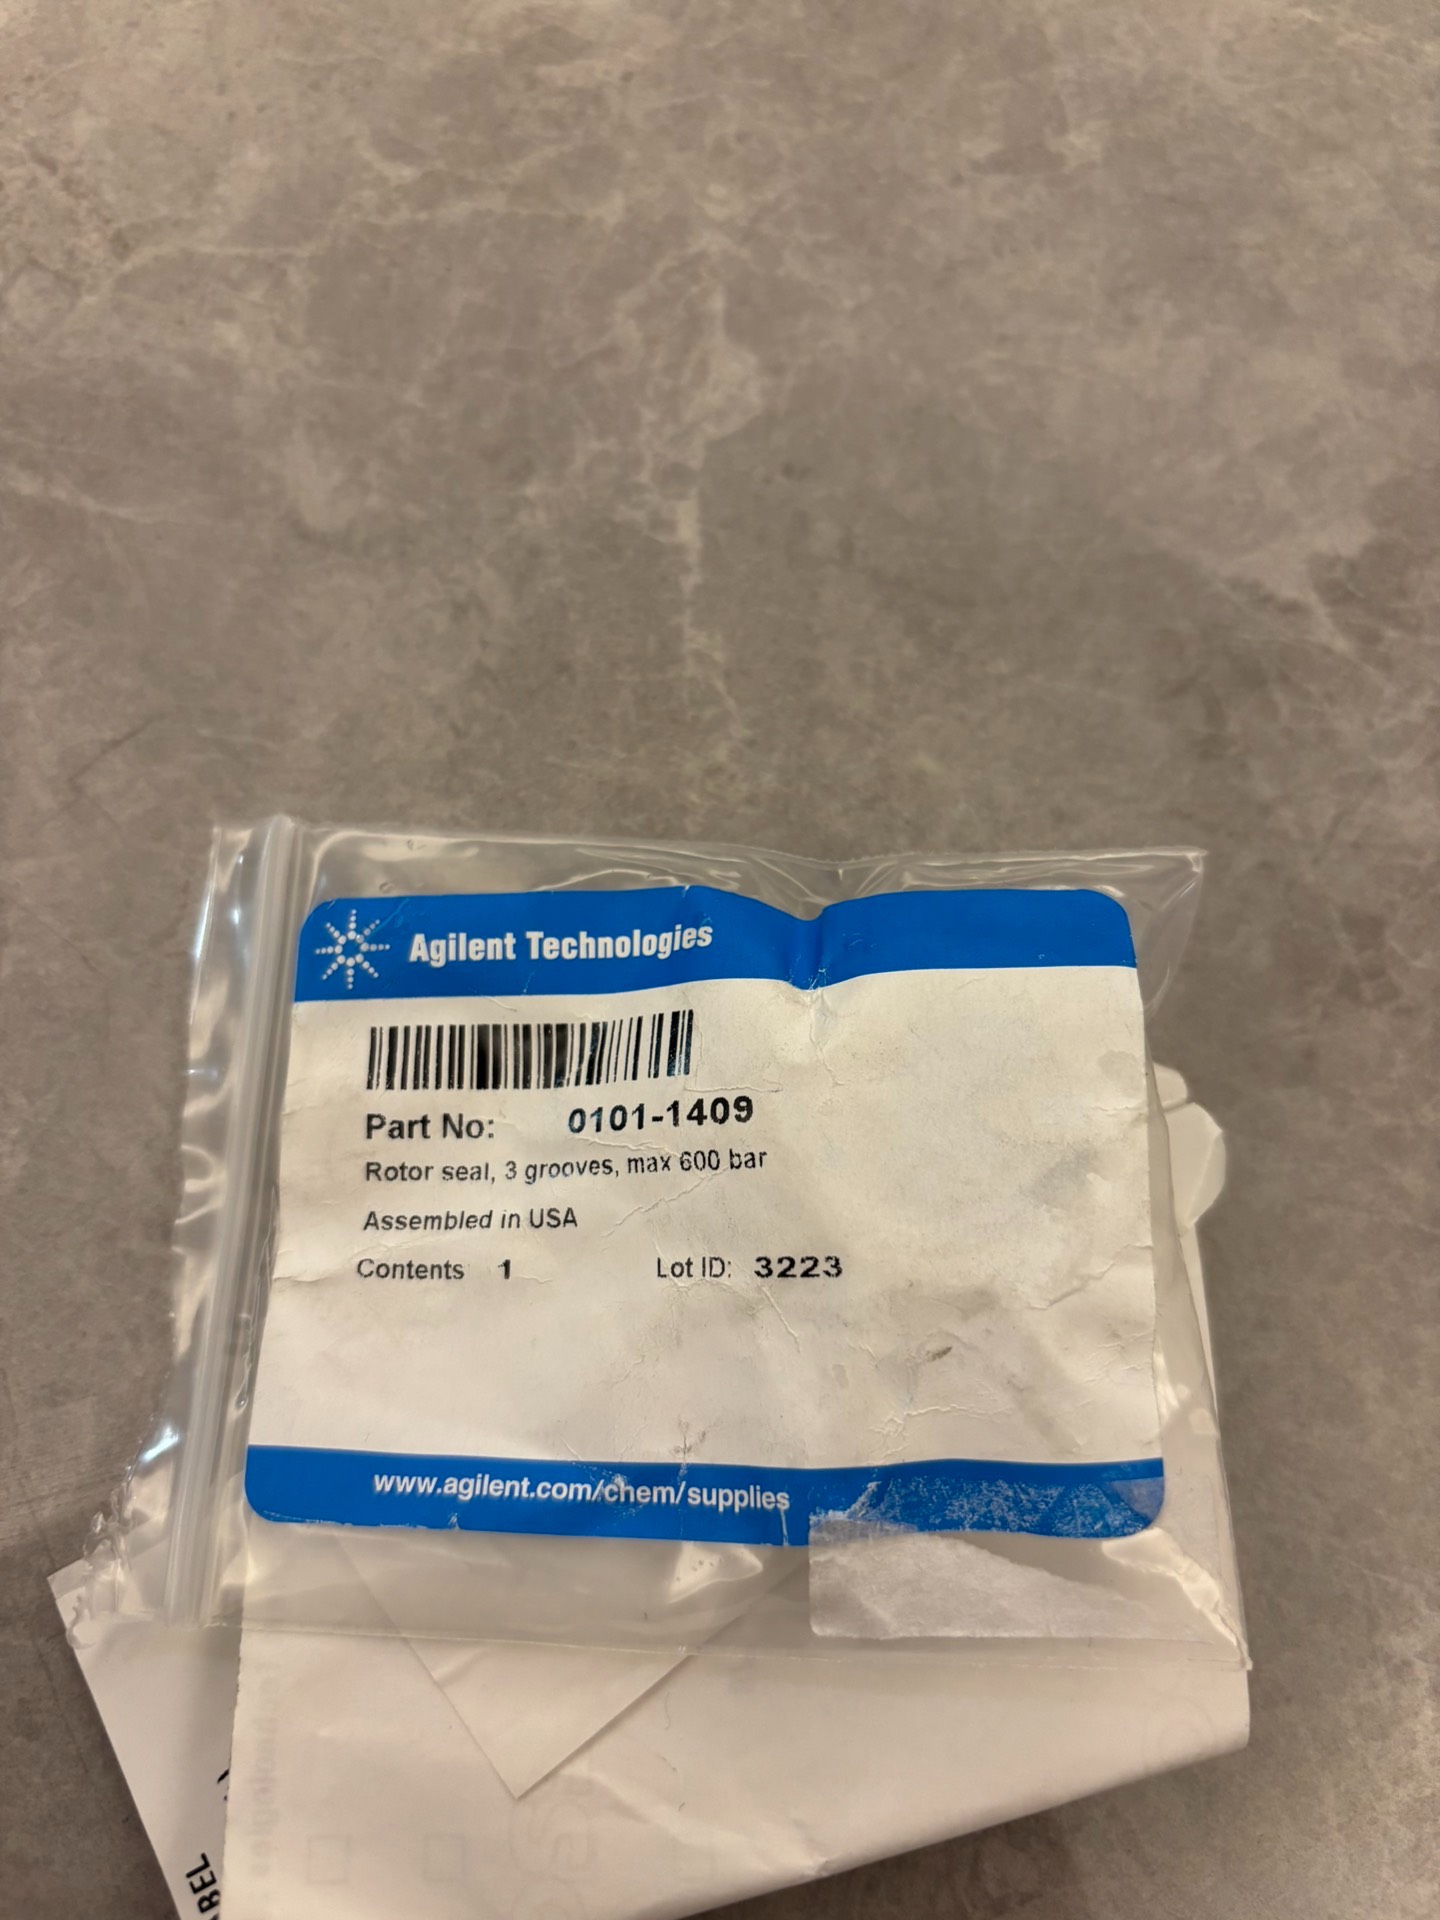 Agilent Technologies
Part No: 0101-1409
Rotor seal, 3 grooves, max 600 bar
Assembled in USA
Contents 1 Lot ID: 3223
www.agilent.com/chem/supplies